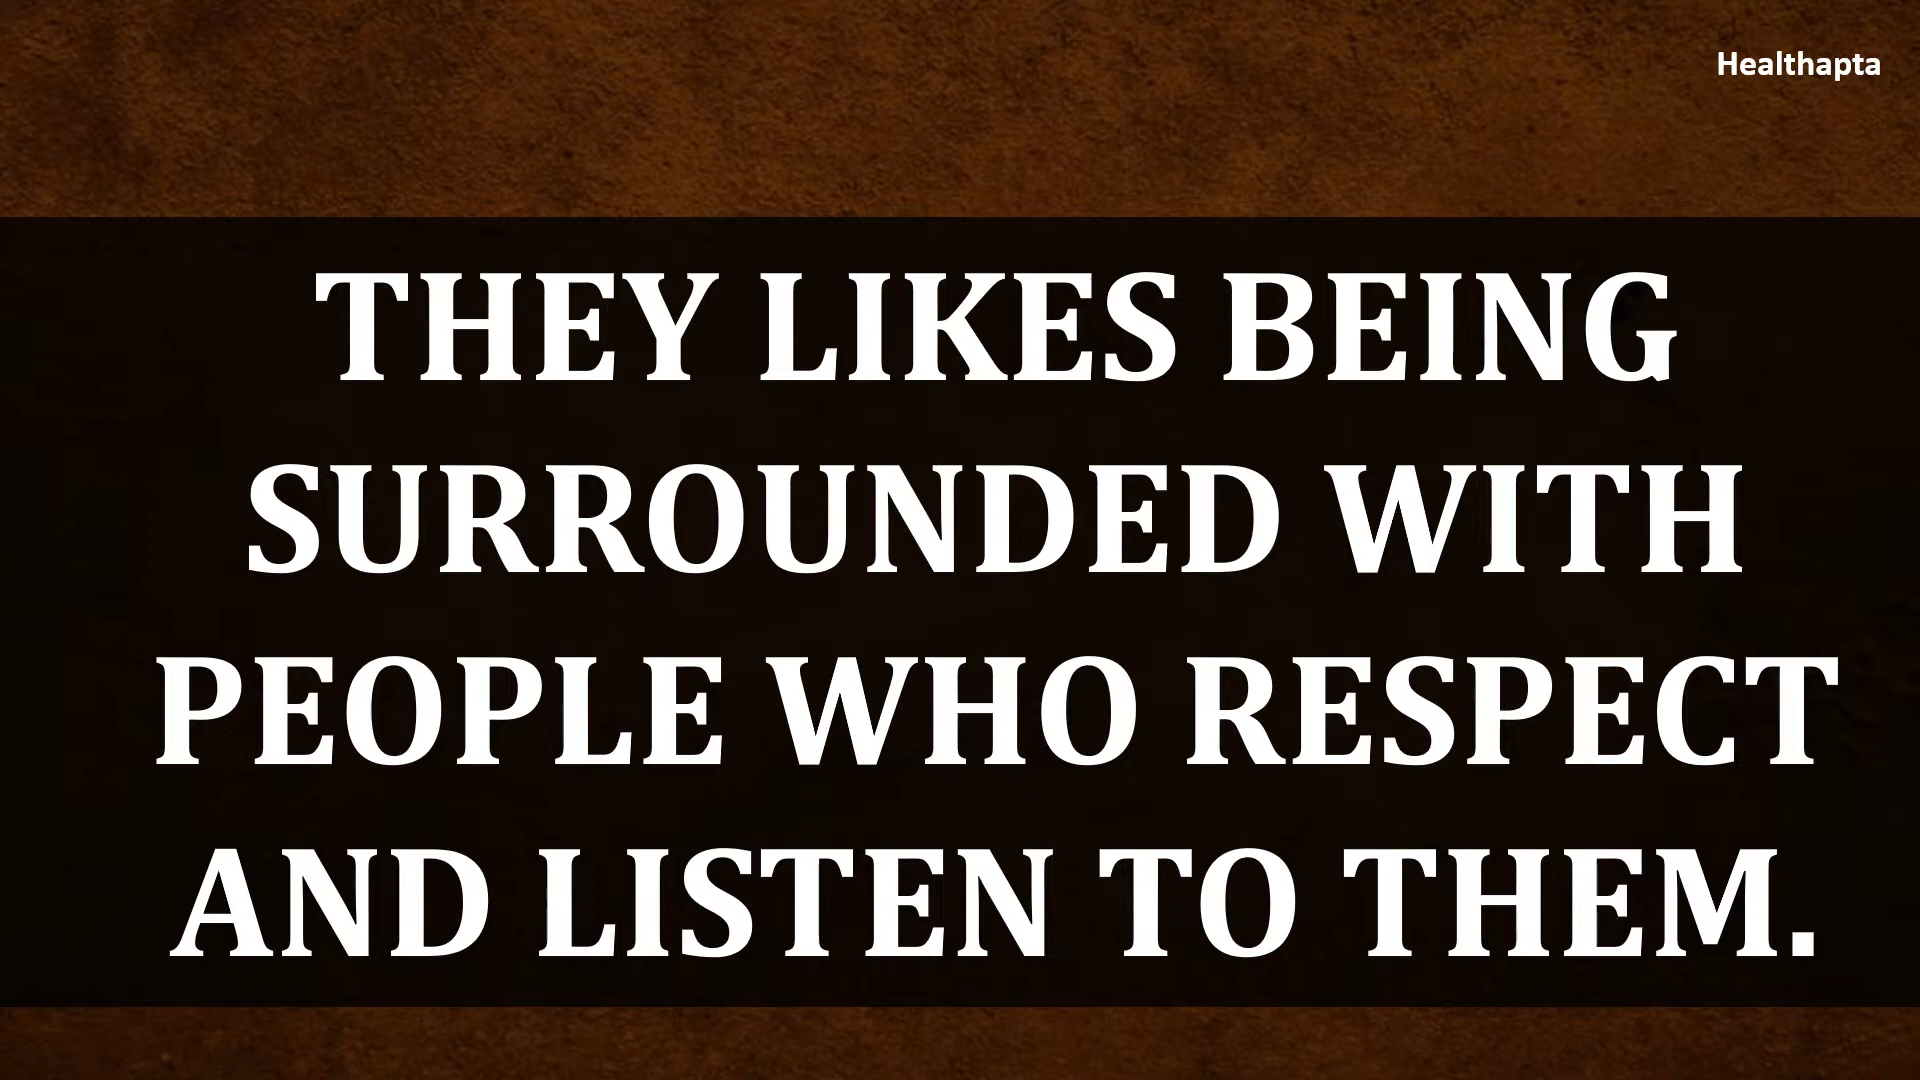 Healthapta
THEY LIKES BEING
SURROUNDED WITH
PEOPLE WHO RESPECT
AND LISTEN TO THEM.